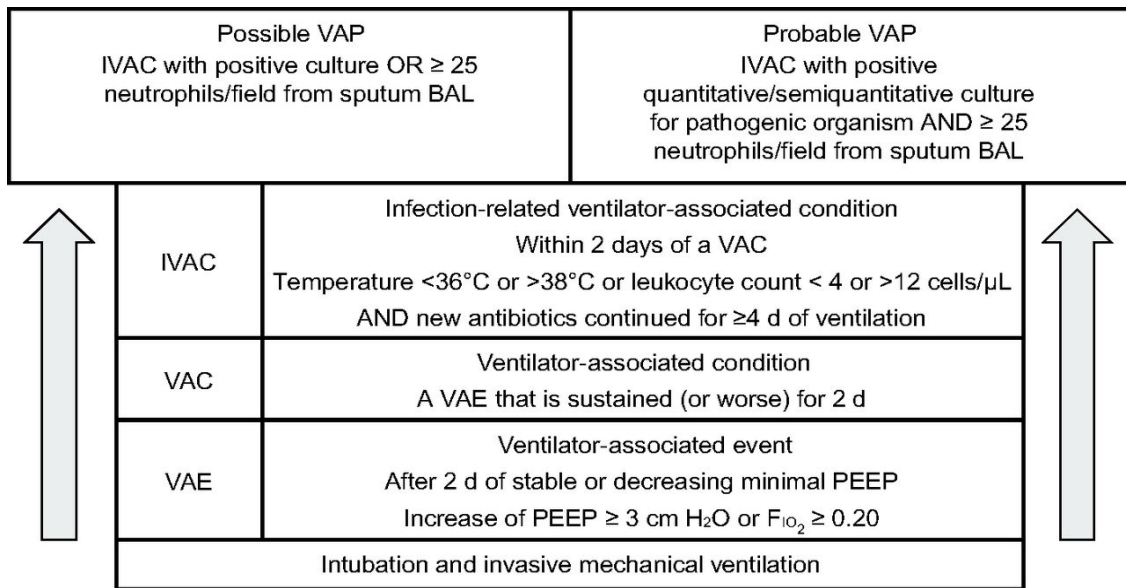 Possible VAP
IVAC with positive culture OR ≥ 25
neutrophils/field from sputum BAL
Probable VAP
IVAC with positive
quantitative/semiquantitative culture
for pathogenic organism AND ≥ 25
neutrophils/field from sputum BAL
IVAC
Infection-related ventilator-associated condition
Within 2 days of a VAC
Temperature <36°C or >38°C or leukocyte count < 4 or >12 cells/µL
AND new antibiotics continued for ≥4 d of ventilation
VAC
Ventilator-associated condition
A VAE that is sustained (or worse) for 2 d
VAE
Ventilator-associated event
After 2 d of stable or decreasing minimal PEEP
Increase of PEEP ≥ 3 cm H₂O or FIO₂ ≥ 0.20
Intubation and invasive mechanical ventilation